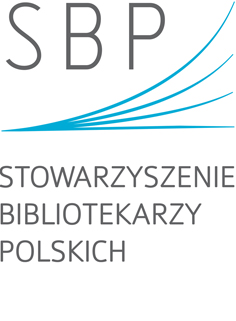 SBP
STOWARZYSZENIE
BIBLIOTEKARZY
POLSKICH